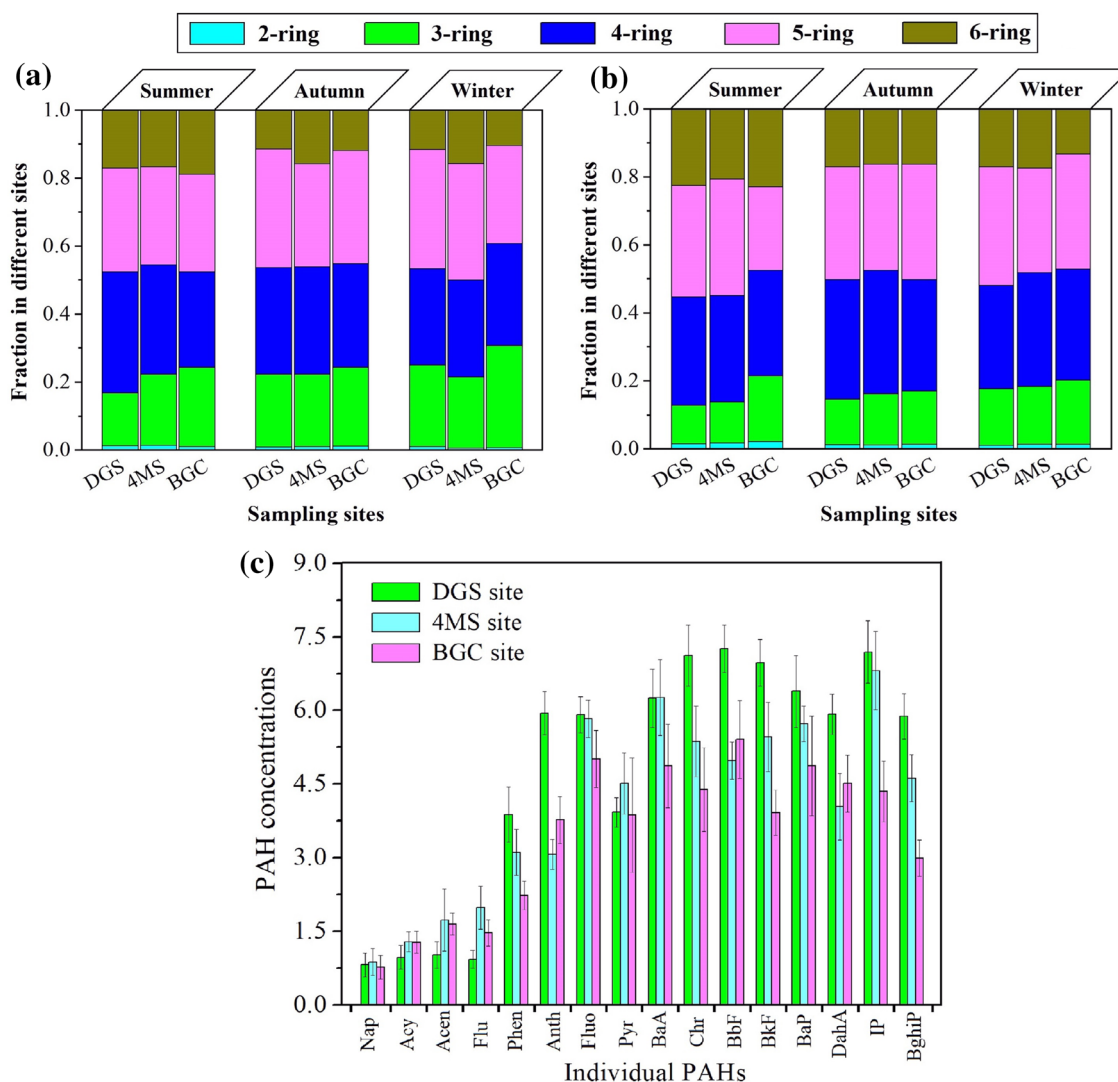 2-ring 3-ring 4-ring 5-ring 6-ring
(a)
Summer Autumn Winter
1.0
0.8
0.6
0.4
0.2
0.0
Fraction in different sites
DGS 4MS BGC DGS 4MS BGC DGS 4MS BGC
Sampling sites
(b)
Summer Autumn Winter
1.0
0.8
0.6
0.4
0.2
0.0
Fraction in different sites
DGS 4MS BGC DGS 4MS BGC DGS 4MS BGC
Sampling sites
(c)
9.0
7.5
6.0
4.5
3.0
1.5
0.0
PAH concentrations
DGS site
4MS site
BGC site
Nap Acy Acen Flu Phen Anth Fluo Pyr BaA Chr BbF BkF BaP DahA IP BghiP
Individual PAHs